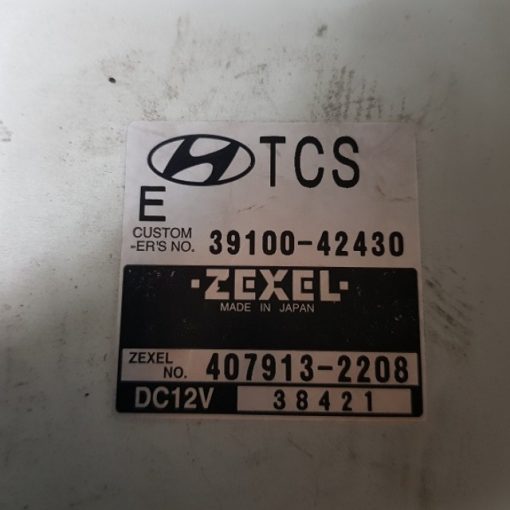 TCS
E
CUSTOM
-ER'S NO. 39100-42430
·ZEXEL·
MADE IN JAPAN
ZEXEL
NO. 407913-2208
DC12V 38421